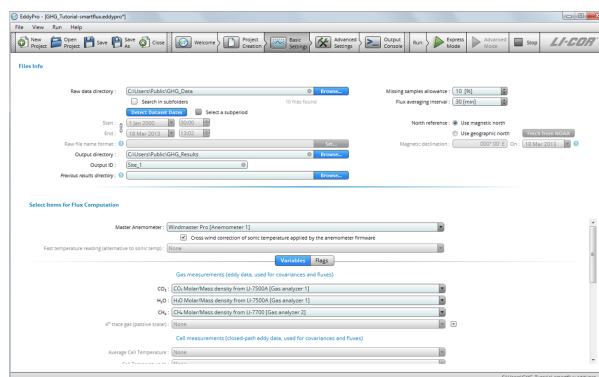 EddyPro - [GHG_Tutorial-smartflux.eddypro*]
File View Run Help
New Project Open Project Save Save As Close Welcome Project Creation Basic Settings Advanced Settings Output Console Run Express Mode Advanced Mode Stop LI-COR
Files Info
Raw data directory : C:\Users\Public\GHG_Data Browse... Missing samples allowance : 10 [%]
Search in subfolders 10 files found Flux averaging interval : 30 [min]
Detect Dataset Dates Select a subperiod
Start : 1 Jan 2000 00:00 North reference : Use magnetic north
End : 18 Mar 2013 13:02 Use geographic north Fetch from NOAA
Raw file name format : Set... Magnetic declination : 000° 00' E On : 18 Mar 2013
Output directory : C:\Users\Public\GHG_Results Browse...
Output ID : Site_1
Previous results directory : Browse...
Select Items for Flux Computation
Master Anemometer : Windmaster Pro [Anemometer 1]
Cross wind correction of sonic temperature applied by the anemometer firmware
Fast temperature reading (alternative to sonic temp) : None
Variables Flags
Gas measurements (eddy data, used for covariances and fluxes)
CO₂ : CO₂ Molar/Mass density from LI-7500A [Gas analyzer 1]
H₂O : H₂O Molar/Mass density from LI-7500A [Gas analyzer 1]
CH₄ : CH₄ Molar/Mass density from LI-7700 [Gas analyzer 2]
4th trace gas (passive scalar) : None
Cell measurements (closed-path eddy data, used for covariances and fluxes)
Average Cell Temperature : None